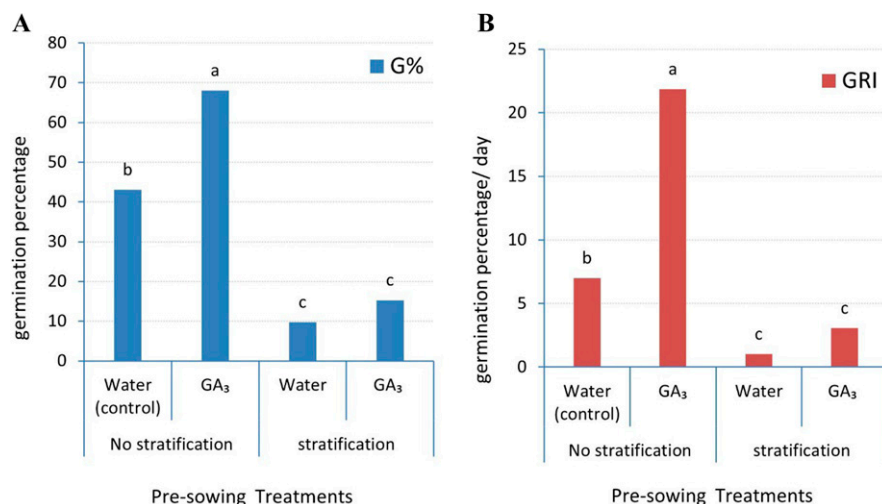 A
G%
germination percentage
80
70
60
50
40
30
20
10
0
b
a
c
c
Water
(control)
GA₃
Water
GA₃
No stratification
stratification
Pre-sowing Treatments
B
GRI
germination percentage/ day
25
20
15
10
5
0
b
a
c
c
Water
(control)
GA₃
Water
GA₃
No stratification
stratification
Pre-sowing Treatments